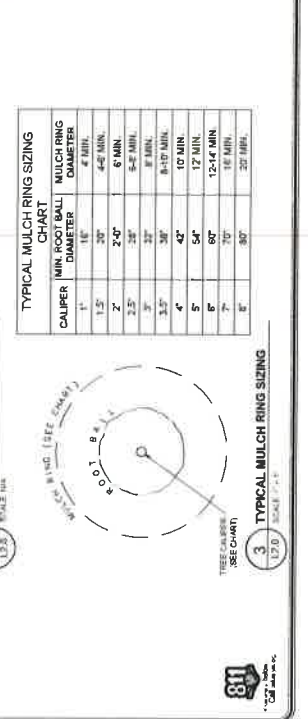 TYPICAL MULCH RING SIZING
CHART
CALIPER MIN. ROOT BALL DIAMETER MULCH RING DIAMETER
1" 16" 4' MIN.
1.5" 20" 4-6' MIN.
2" 2'-0" 6' MIN.
2.5" 28" 6-8' MIN.
3" 32" 8' MIN.
3.5" 38" 8-10' MIN.
4" 42" 10' MIN.
5" 54" 12' MIN.
6" 60" 12-14' MIN.
7" 70" 16' MIN.
8" 80" 20' MIN.
MULCH RING (SEE CHART)
ROOT BALL
TREE CALIPER
(SEE CHART)
3 TYPICAL MULCH RING SIZING
L7.0 SCALE
811
below
Call